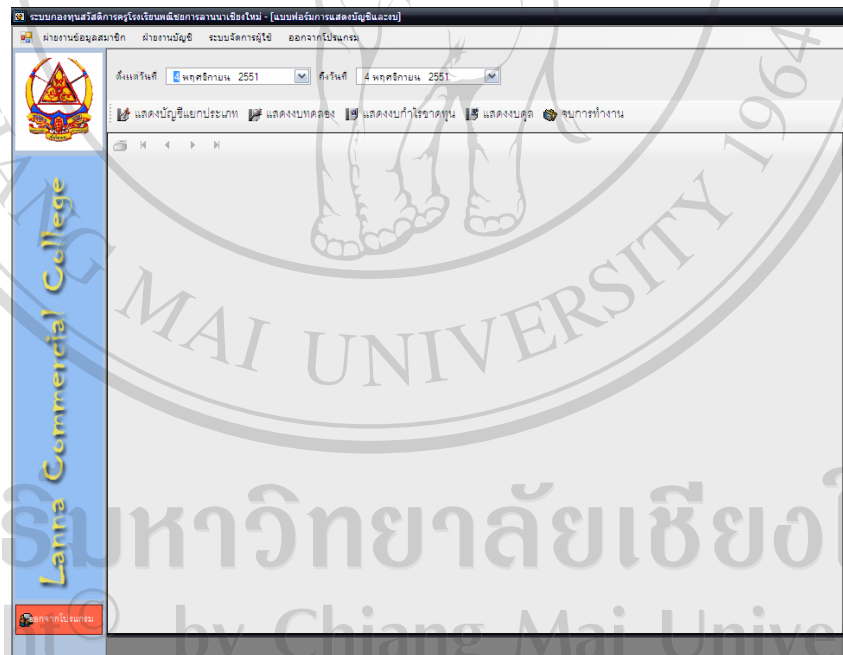 ระบบกองทุนสวัสดิการครูโรงเรียนพณิชยการลานนาเชียงใหม่ - [แบบฟอร์มการแสดงบัญชีและงบ]
ฝ่ายงานข้อมูลสมาชิก ฝ่ายงานบัญชี ระบบจัดการผู้ใช้ ออกจากโปรแกรม
ตั้งแต่วันที่ 4 พฤศจิกายน 2551 ถึงวันที่ 4 พฤศจิกายน 2551
แสดงบัญชีแยกประเภท แสดงงบทดลอง แสดงงบกำไรขาดทุน แสดงงบดุล จบการทำงาน
Lanna Commercial College
ออกจากโปรแกรม
MAI UNIVERSITY 1964
มหาวิทยาลัยเชียงใ
© by Chiang Mai Unive